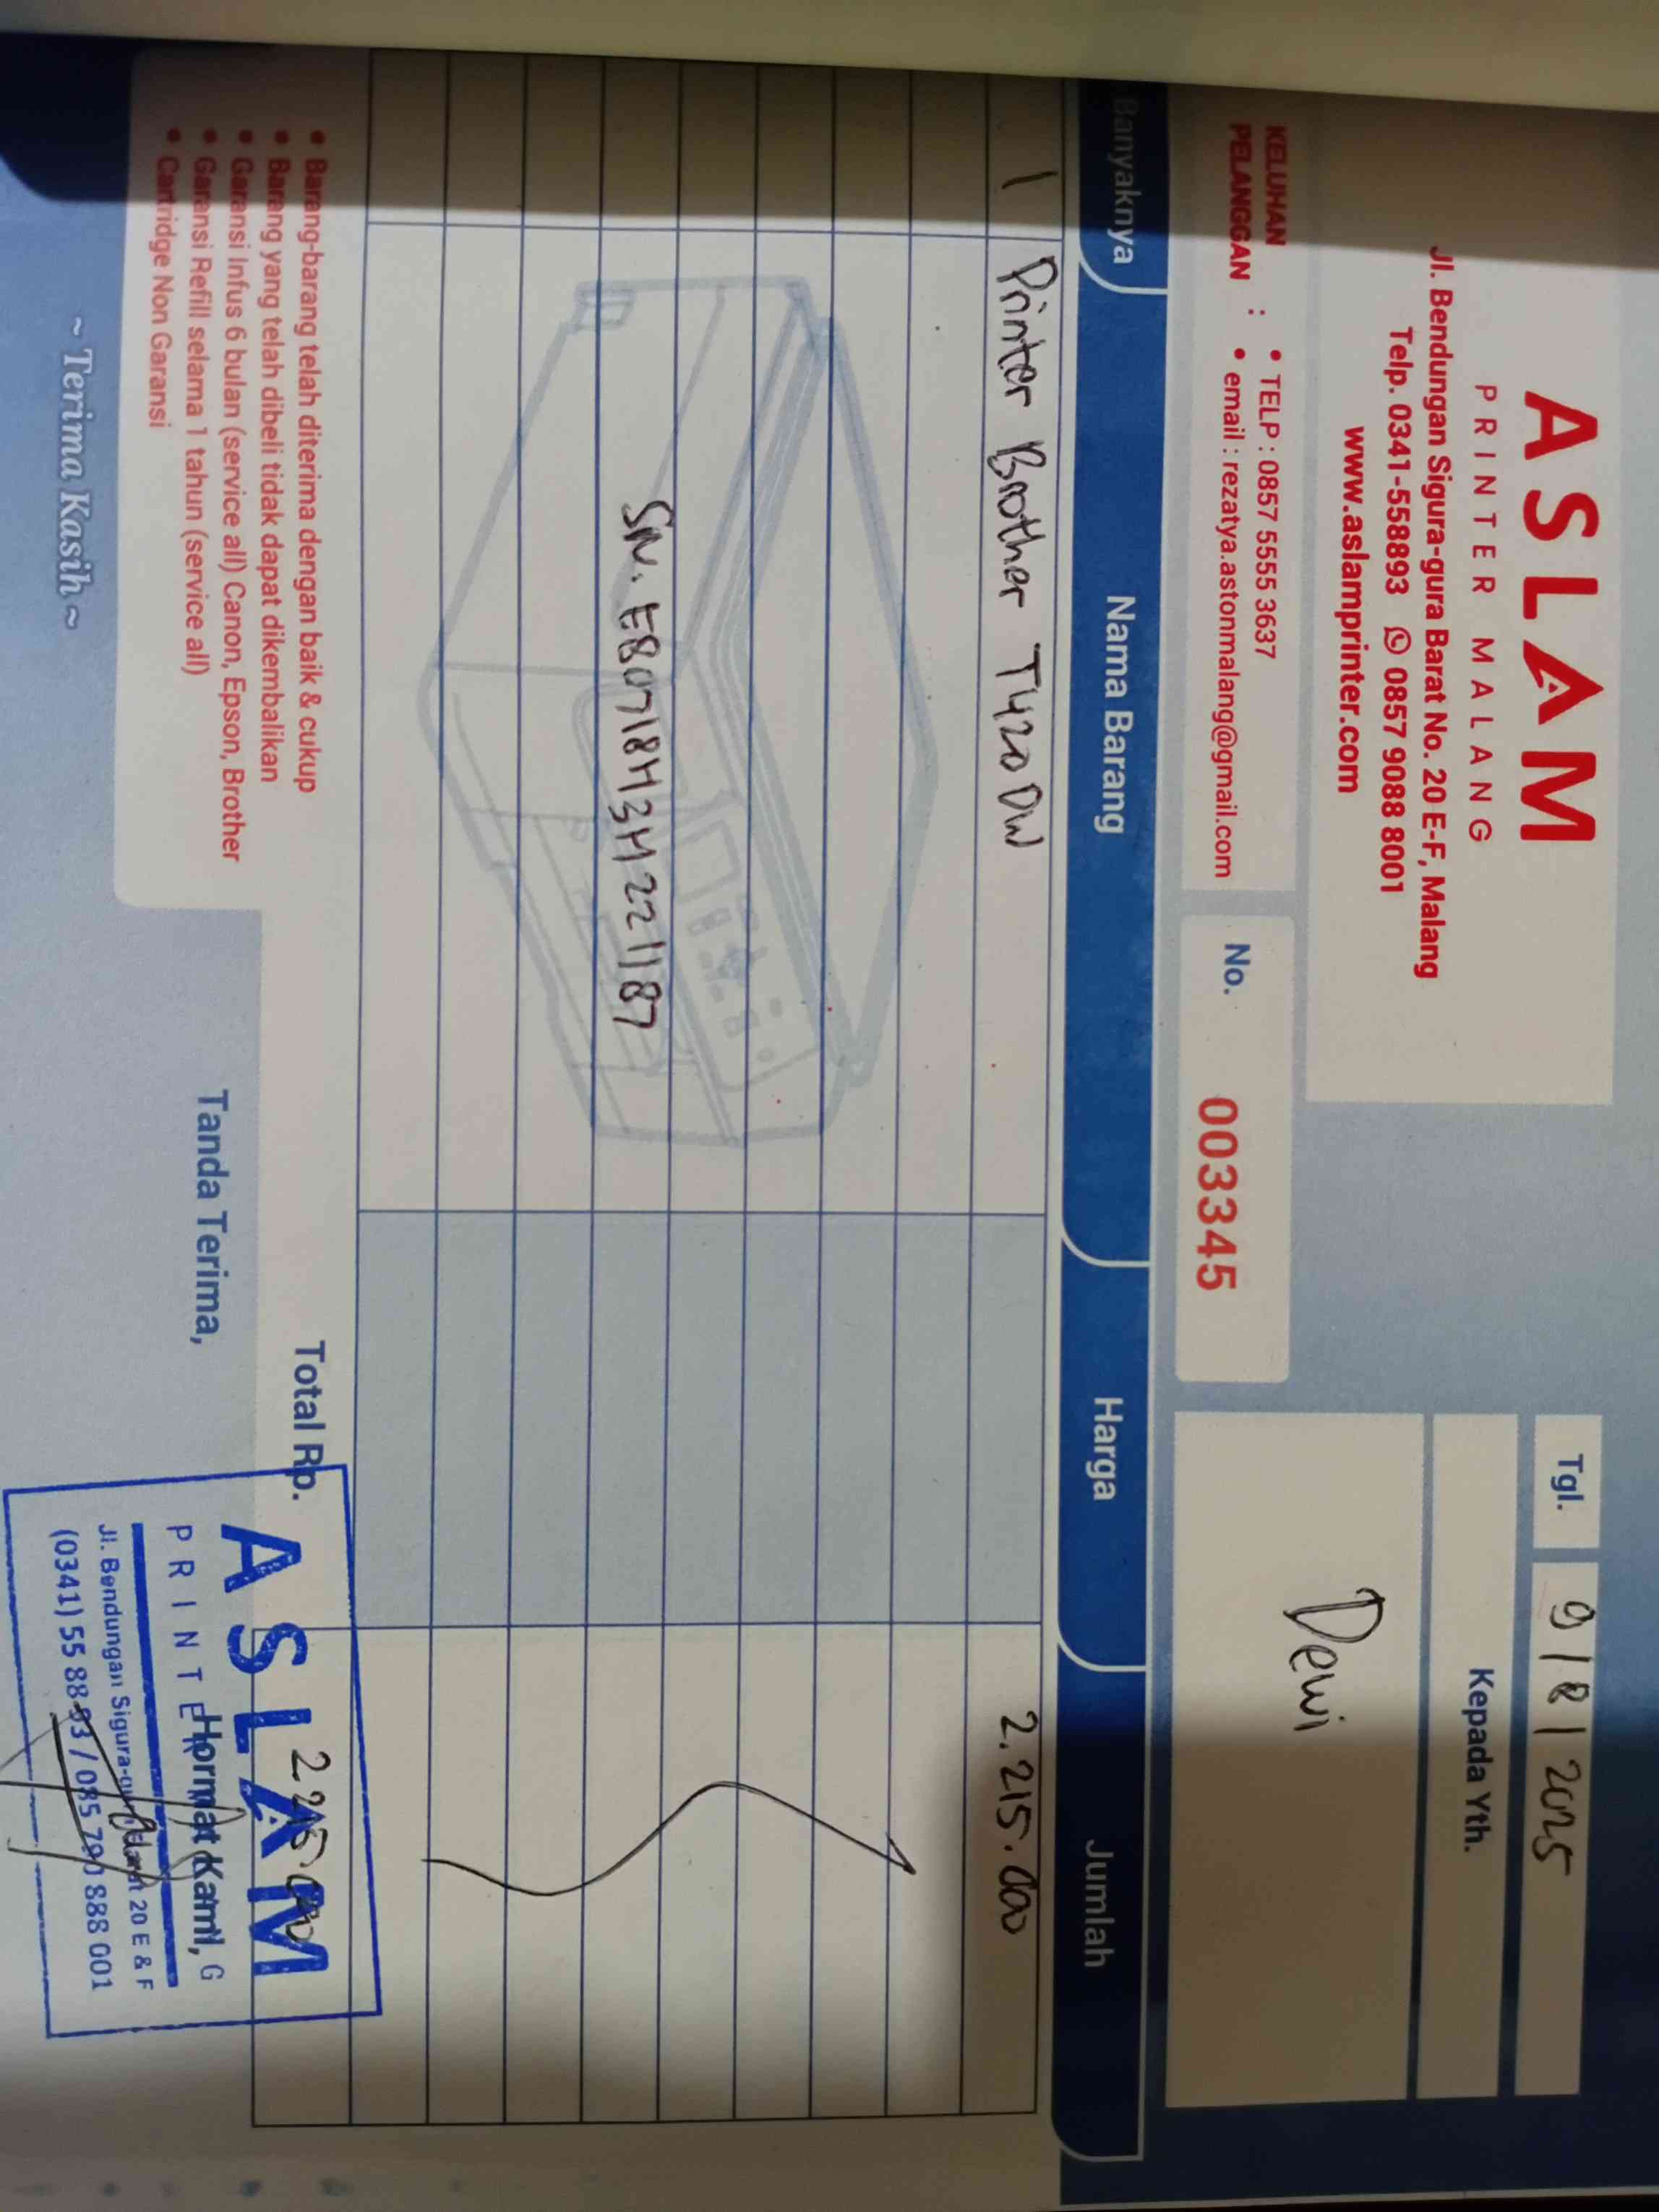 ASLAM
PRINTER MALANG
Jl. Bendungan Sigura-gura Barat No. 20 E-F, Malang
Telp. 0341-558893 0857 9088 8001
www.aslamprinter.com
Tgl. 9/8/2025
Kepada Yth.
Dewi
KELUHAN PELANGGAN :
• TELP : 0857 5555 3637
• email : rezatya.astonmalang@gmail.com
No. 003345
Banyaknya Nama Barang Harga Jumlah
1 Printer Brother T420DW 2.215.000
SN. E80718H3H221187
Total Rp. 2.215.000
• Barang-barang telah diterima dengan baik & cukup
• Barang yang telah dibeli tidak dapat dikembalikan
• Garansi Infus 6 bulan (service all) Canon, Epson, Brother
• Garansi Refill selama 1 tahun (service all)
• Cartridge Non Garansi
~ Terima Kasih ~
Tanda Terima,
Hormat Kami,
ASLAM
PRINTER
Jl. Bendungan Sigura-gura Barat 20 E & F
(0341) 55 88 93 / 085 790 888 001